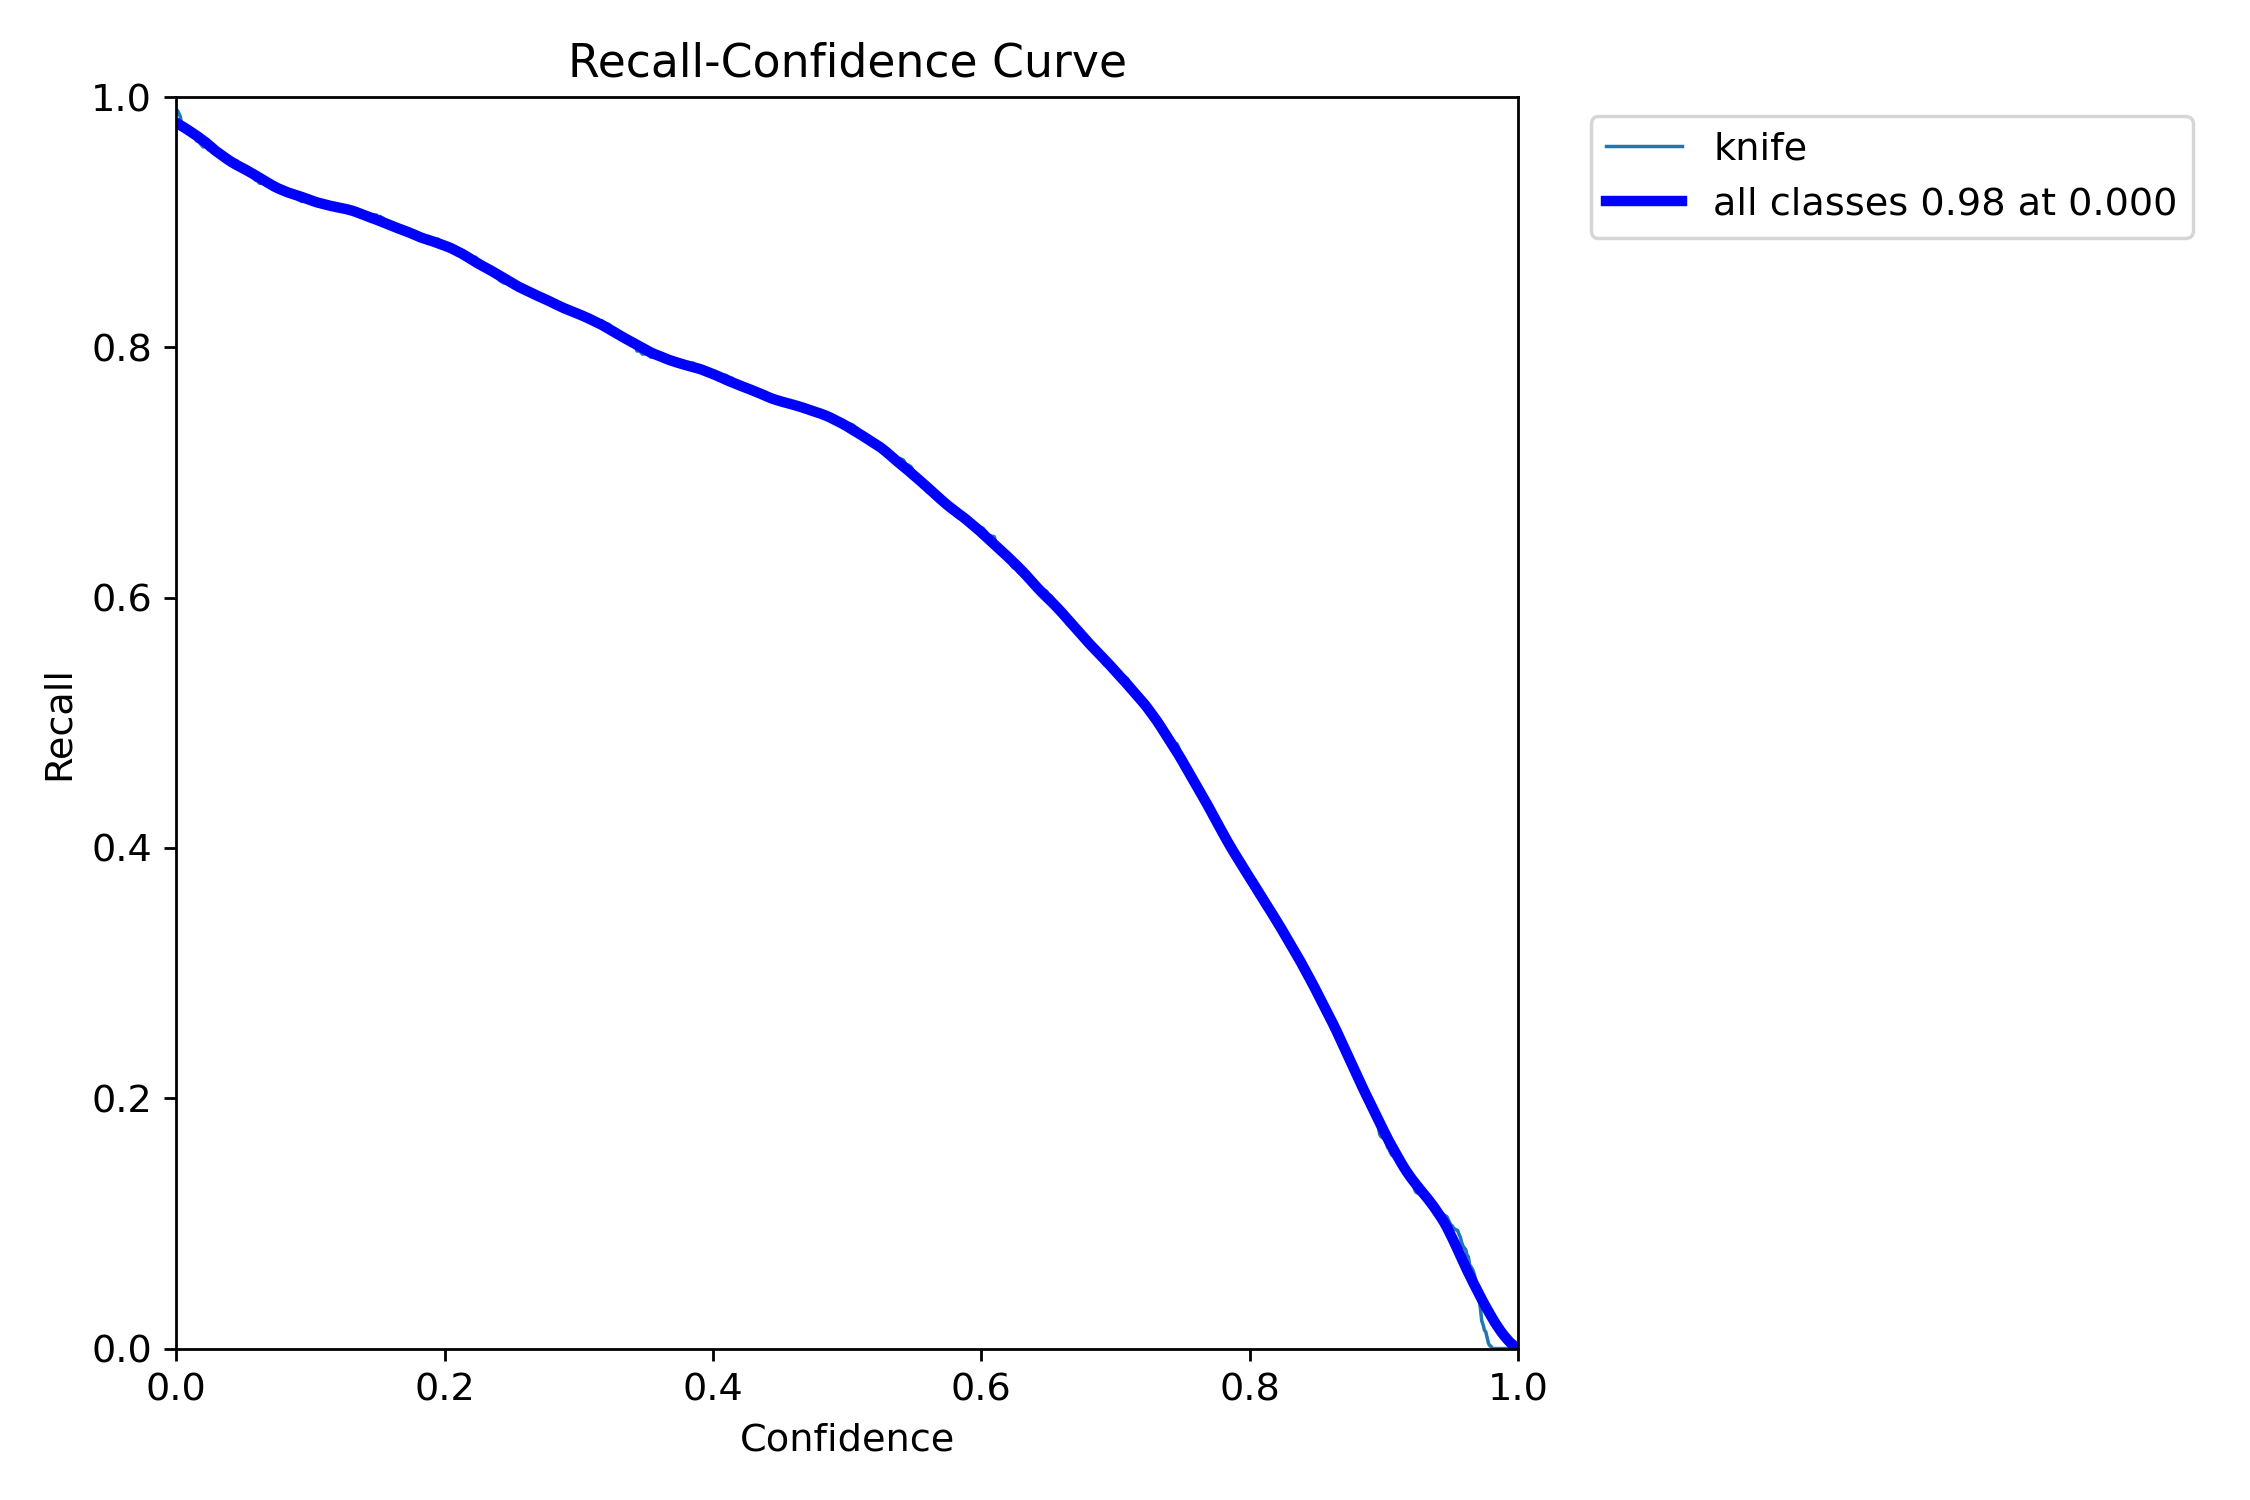 Recall-Confidence Curve
1.0
0.8
0.6
0.4
0.2
0.0
Recall
0.0 0.2 0.4 0.6 0.8 1.0
Confidence
knife
all classes 0.98 at 0.000